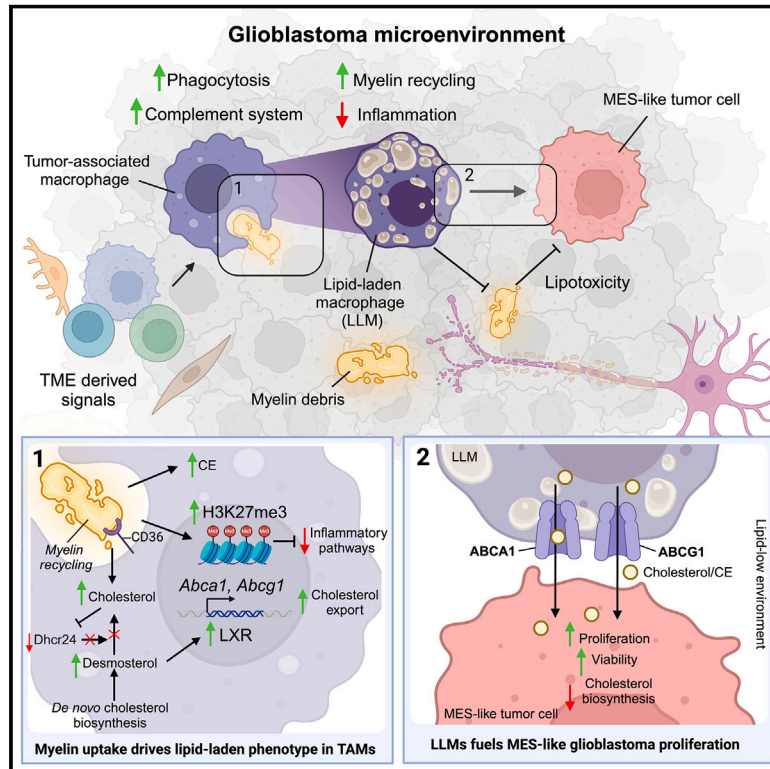 Glioblastoma microenvironment
Phagocytosis
Myelin recycling
Complement system
Inflammation
MES-like tumor cell
Tumor-associated
macrophage
1
2
Lipid-laden
macrophage
(LLM)
Lipotoxicity
TME derived
signals
Myelin debris
1
CE
H3K27me3
CD36
Myelin
recycling
Me3 Me3 Me3 Me3
Inflammatory
pathways
Cholesterol
Abca1, Abcg1
Cholesterol
export
Dhcr24
LXR
Desmosterol
De novo cholesterol
biosynthesis
Myelin uptake drives lipid-laden phenotype in TAMs
2
LLM
ABCA1
ABCG1
Cholesterol/CE
Lipid-low environment
Proliferation
Viability
Cholesterol
biosynthesis
MES-like tumor cell
LLMs fuels MES-like glioblastoma proliferation